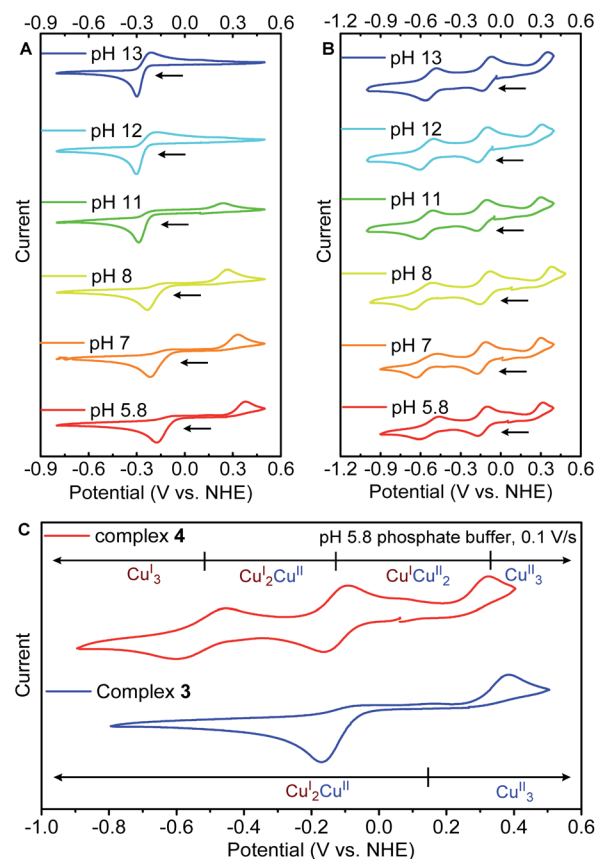 -0.9 -0.6 -0.3 0.0 0.3 0.6
-1.2 -0.9 -0.6 -0.3 0.0 0.3 0.6
A
pH 13
pH 12
pH 11
pH 8
pH 7
pH 5.8
Current
-0.9 -0.6 -0.3 0.0 0.3 0.6
Potential (V vs. NHE)
B
pH 13
pH 12
pH 11
pH 8
pH 7
pH 5.8
Current
-1.2 -0.9 -0.6 -0.3 0.0 0.3 0.6
Potential (V vs. NHE)
C
complex 4
pH 5.8 phosphate buffer, 0.1 V/s
Cuᴵ₃ Cuᴵ₂Cuᴵᴵ CuᴵCuᴵᴵ₂ Cuᴵᴵ₃
Current
Complex 3
Cuᴵ₂Cuᴵᴵ Cuᴵᴵ₃
-1.0 -0.8 -0.6 -0.4 -0.2 0.0 0.2 0.4 0.6
Potential (V vs. NHE)